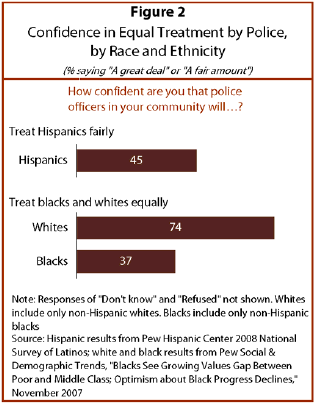 Figure 2
Confidence in Equal Treatment by Police,
by Race and Ethnicity
(% saying "A great deal" or "A fair amount")
How confident are you that police
officers in your community will…?
Treat Hispanics fairly
Hispanics 45
Treat blacks and whites equally
Whites 74
Blacks 37
Note: Responses of "Don't know" and "Refused" not shown. Whites
include only non-Hispanic whites. Blacks include only non-Hispanic
blacks
Source: Hispanic results from Pew Hispanic Center 2008 National
Survey of Latinos; white and black results from Pew Social &
Demographic Trends, "Blacks See Growing Values Gap Between
Poor and Middle Class; Optimism about Black Progress Declines,"
November 2007